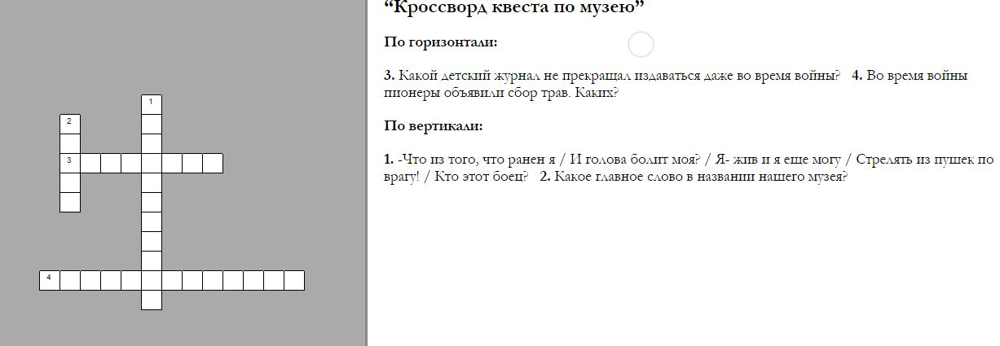 “Кроссворд квеста по музею”
По горизонтали:
3. Какой детский журнал не прекращал издаваться даже во время войны? 4. Во время войны
пионеры объявили сбор трав. Каких?
По вертикали:
1. -Что из того, что ранен я / И голова болит моя? / Я- жив и я еще могу / Стрелять из пушек по
врагу! / Кто этот боец? 2. Какое главное слово в названии нашего музея?
1
2
3
4